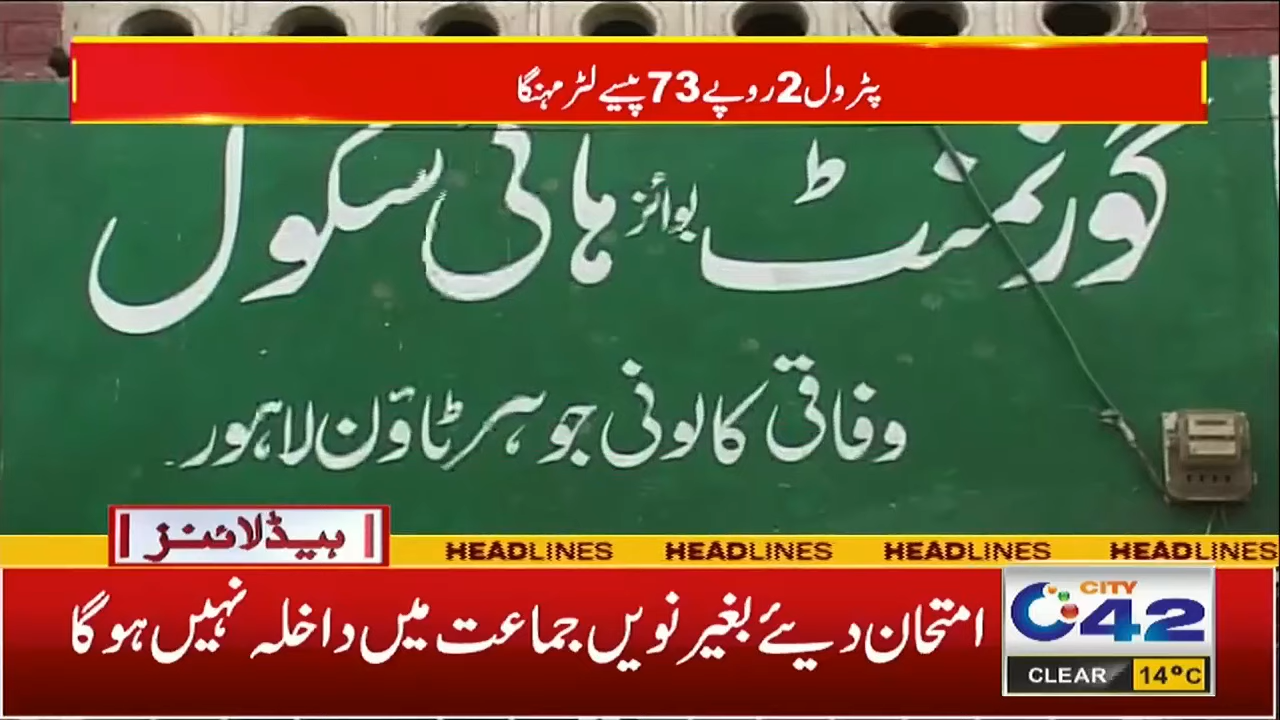 پٹرول 2 روپے 73 پیسے لٹر مہنگا
گورنمنٹ بوائز ہائی سکول
وفاقی کالونی جوہر ٹاؤن لاہور
ہیڈلائنز
HEADLINES HEADLINES HEADLINES HEADLINES
امتحان دیئے بغیر نویں جماعت میں داخلہ نہیں ہوگا
CITY
42
CLEAR 14°C